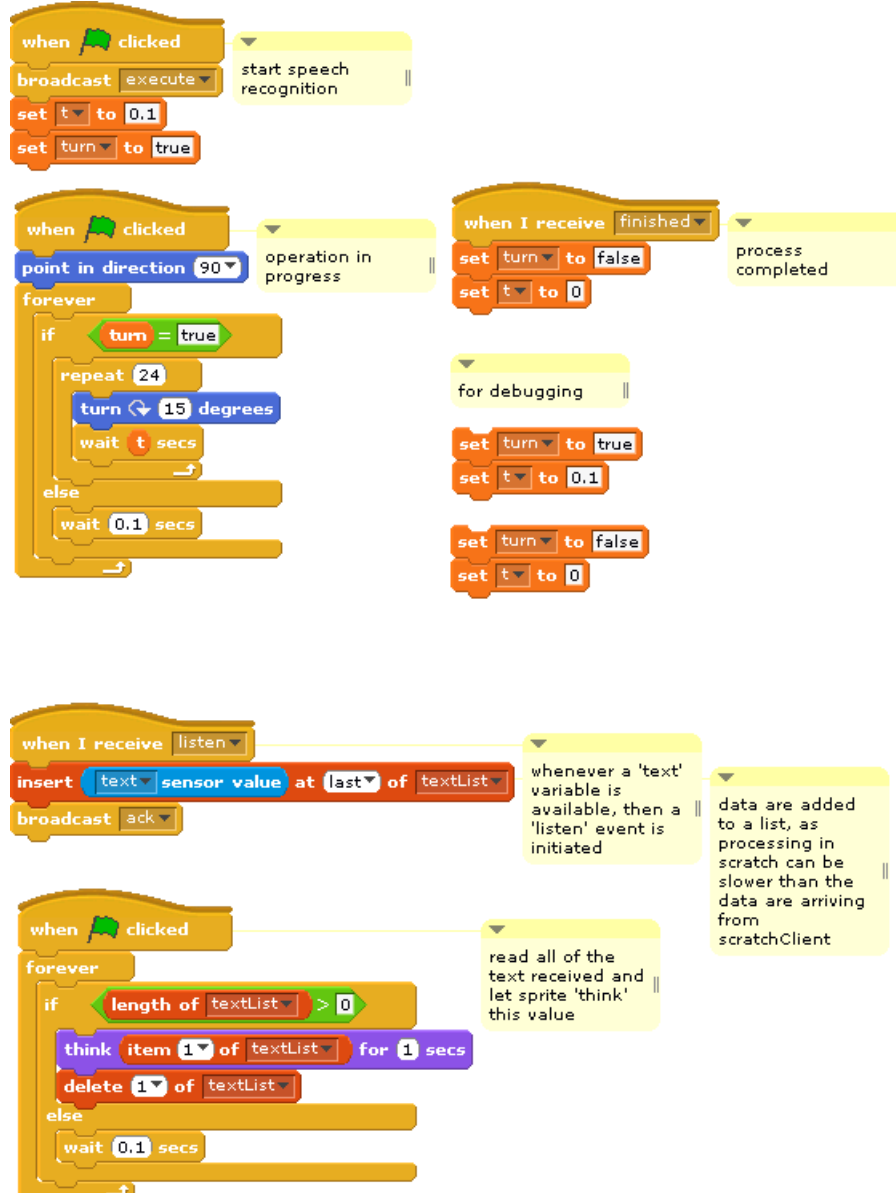 when clicked
broadcast execute
set t to 0.1
set turn to true
start speech
recognition
when clicked
point in direction 90
forever
if turn = true
repeat 24
turn 15 degrees
wait t secs
else
wait 0.1 secs
operation in
progress
when I receive finished
set turn to false
set t to 0
process
completed
for debugging
set turn to true
set t to 0.1
set turn to false
set t to 0
when I receive listen
insert text sensor value at last of textList
broadcast ack
whenever a 'text'
variable is
available, then a
'listen' event is
initiated
data are added
to a list, as
processing in
scratch can be
slower than the
data are arriving
from
scratchClient
when clicked
forever
if length of textList > 0
think item 1 of textList for 1 secs
delete 1 of textList
else
wait 0.1 secs
read all of the
text received and
let sprite 'think'
this value